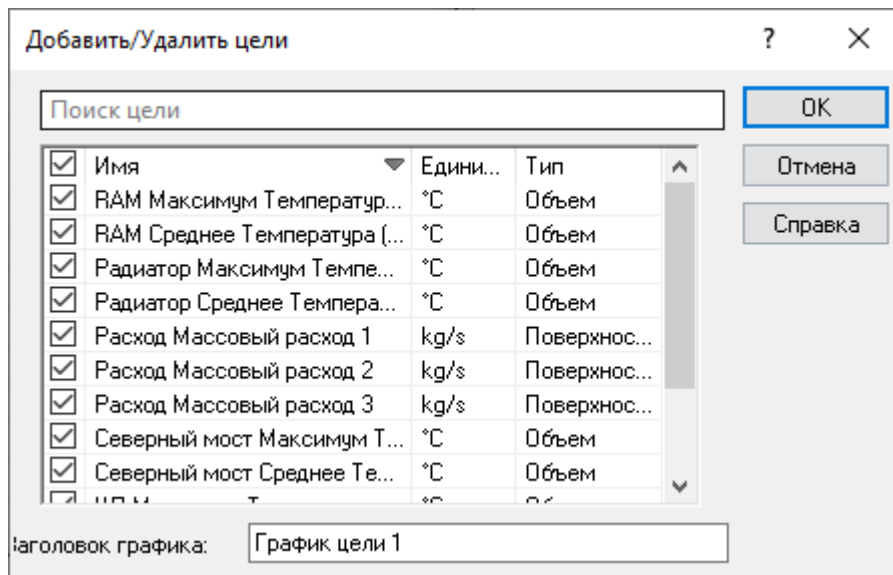 Добавить/Удалить цели ?
Поиск цели
OK
Имя Едини... Тип
Отмена
RAM Максимум Температур... °C Объем
RAM Среднее Температура (... °C Объем
Справка
Радиатор Максимум Темпе... °C Объем
Радиатор Среднее Темпера... °C Объем
Расход Массовый расход 1 kg/s Поверхнос...
Расход Массовый расход 2 kg/s Поверхнос...
Расход Массовый расход 3 kg/s Поверхнос...
Северный мост Максимум Т... °C Объем
Северный мост Среднее Те... °C Объем
аголовок графика: График цели 1